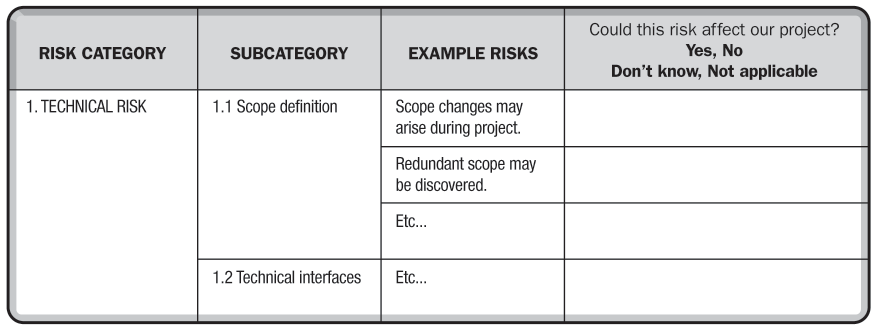 RISK CATEGORY
SUBCATEGORY
EXAMPLE RISKS
Could this risk affect our project?
Yes, No
Don't know, Not applicable
1. TECHNICAL RISK
1.1 Scope definition
Scope changes may
arise during project.
Redundant scope may
be discovered.
Etc...
1.2 Technical interfaces
Etc...